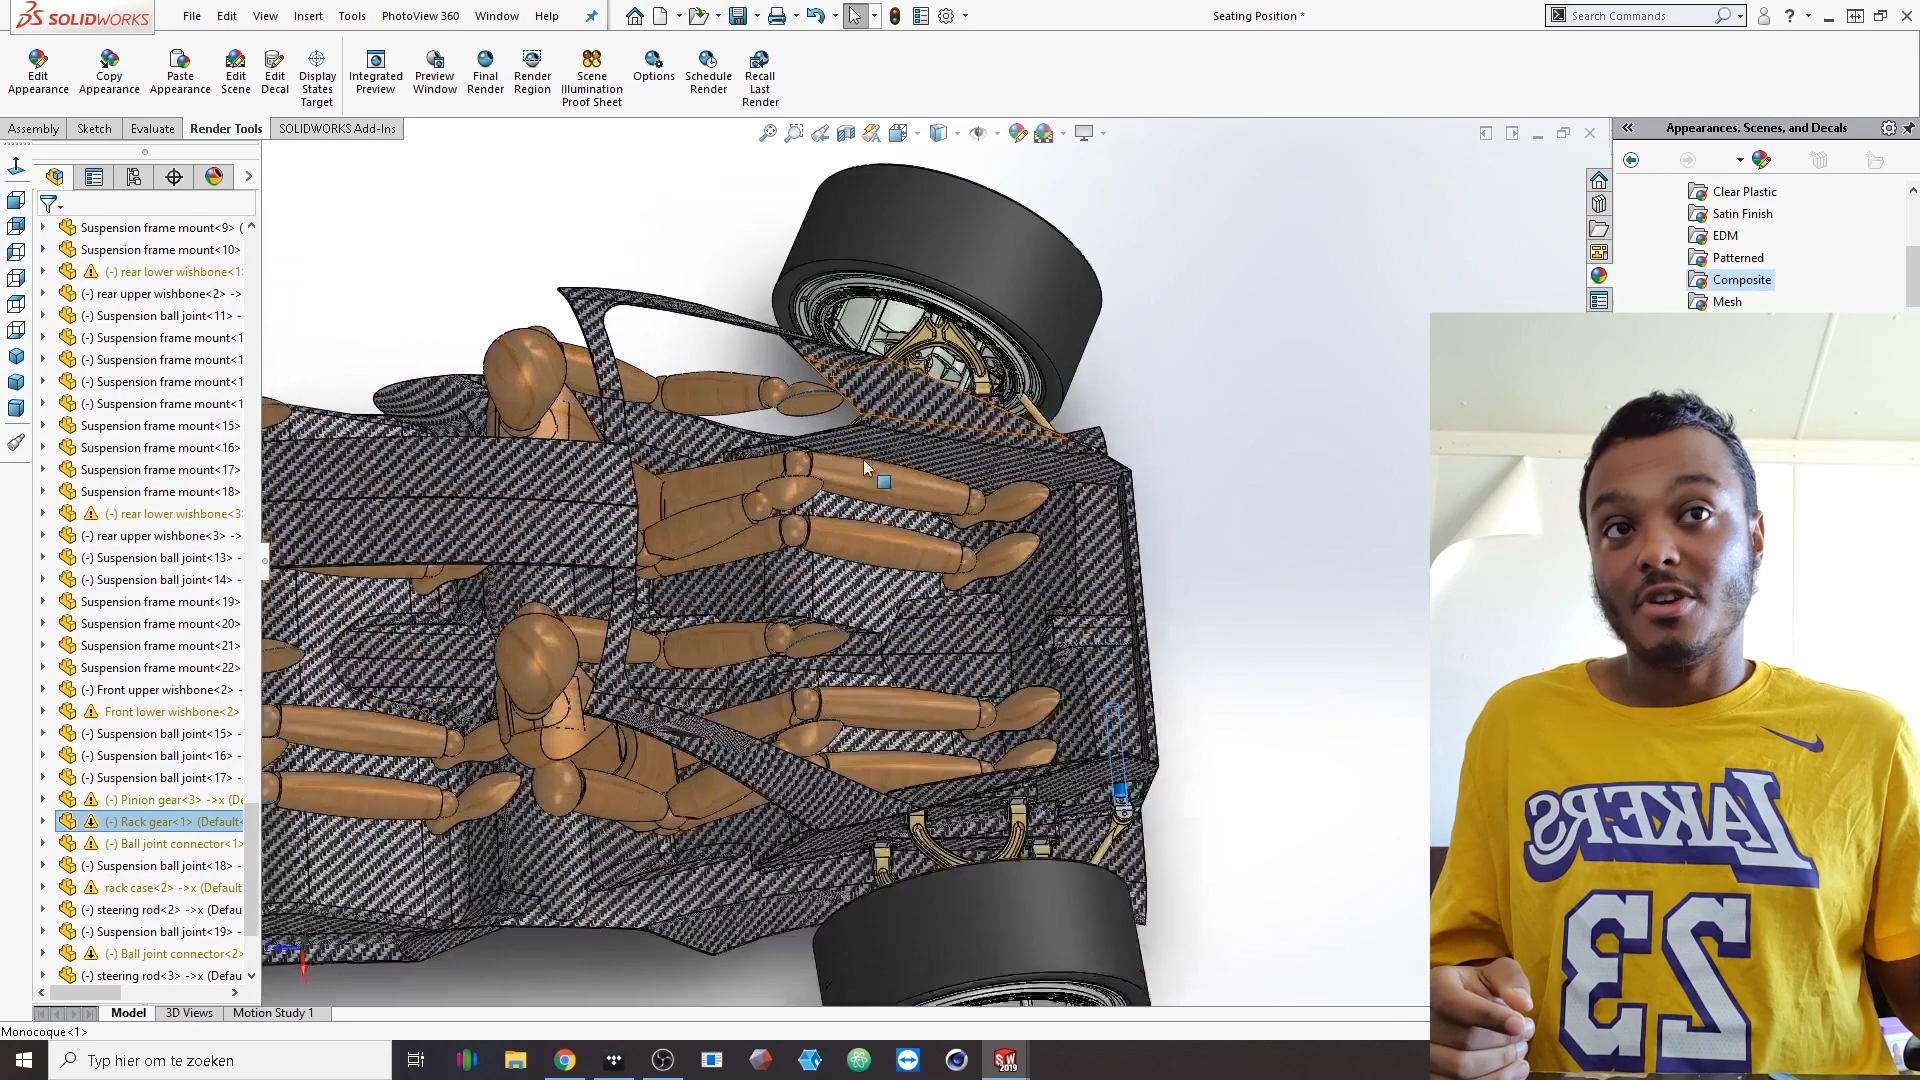 SOLIDWORKS
File Edit View Insert Tools PhotoView 360 Window Help
Seating Position *
Search Commands
Edit Appearance
Copy Appearance
Paste Appearance
Edit Scene
Edit Decal
Display States Target
Integrated Preview
Preview Window
Final Render
Render Region
Scene Illumination Proof Sheet
Options
Schedule Render
Recall Last Render
Assembly Sketch Evaluate Render Tools SOLIDWORKS Add-Ins
Appearances, Scenes, and Decals
Clear Plastic
Satin Finish
EDM
Patterned
Composite
Mesh
Suspension frame mount<9> (
Suspension frame mount<10>
(-) rear lower wishbone<1
(-) rear upper wishbone<2> ->
(-) Suspension ball joint<11> -
(-) Suspension frame mount<1
(-) Suspension frame mount<1
(-) Suspension frame mount<1
(-) Suspension frame mount<1
Suspension frame mount<15>
Suspension frame mount<16>
Suspension frame mount<17>
Suspension frame mount<18>
(-) rear lower wishbone<3
(-) rear upper wishbone<3> ->
(-) Suspension ball joint<13> -
(-) Suspension ball joint<14> -
Suspension frame mount<19>
Suspension frame mount<20>
Suspension frame mount<21>
Suspension frame mount<22>
(-) Front upper wishbone<2> -
Front lower wishbone<2>
(-) Suspension ball joint<15> -
(-) Suspension ball joint<16> -
(-) Suspension ball joint<17> -
(-) Pinion gear<3> ->x (De
(-) Rack gear<1> (Default<
(-) Ball joint connector<1>
(-) Suspension ball joint<18> -
rack case<2> ->x (Default
(-) steering rod<2> ->x (Defau
(-) Suspension ball joint<19> -
(-) Ball joint connector<2>
(-) steering rod<3> ->x (Defau
LAKERS
23
Model 3D Views Motion Study 1
Monocoque<1>
Typ hier om te zoeken
SW
2019